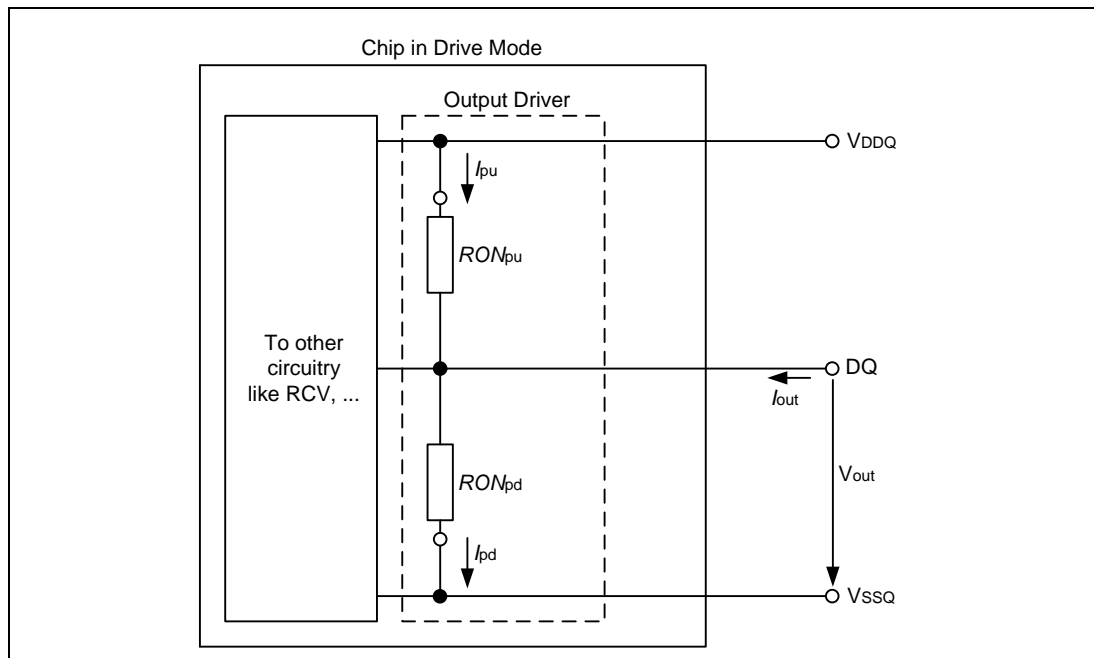 Chip in Drive Mode
Output Driver
VDDQ
Ipu
RONpu
To other
circuitry
like RCV, ...
DQ
Iout
RONpd
Vout
Ipd
VSSQ